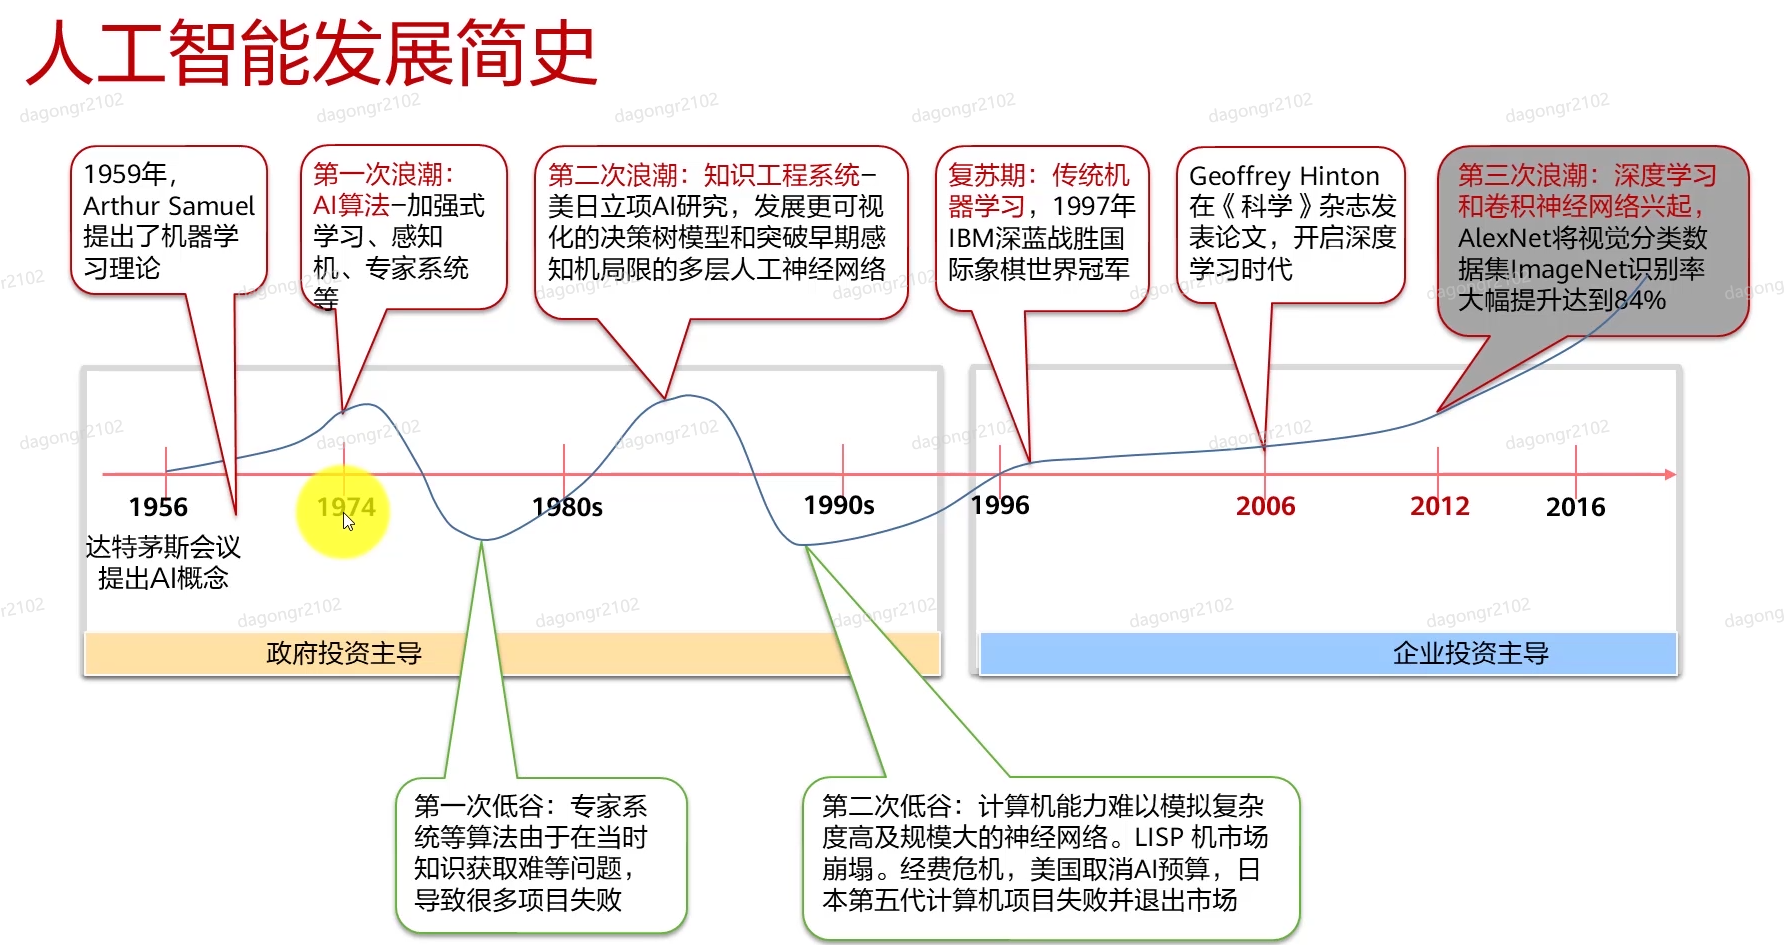 人工智能发展简史
1959年，
Arthur Samuel
提出了机器学
习理论
第一次浪潮：
AI算法–加强式
学习、感知
机、专家系统
等
第二次浪潮：知识工程系统–
美日立项AI研究，发展更可视
化的决策树模型和突破早期感
知机局限的多层人工神经网络
复苏期：传统机
器学习，1997年
IBM深蓝战胜国
际象棋世界冠军
Geoffrey Hinton
在《科学》杂志发
表论文，开启深度
学习时代
第三次浪潮：深度学习
和卷积神经网络兴起，
AlexNet将视觉分类数
据集ImageNet识别率
大幅提升达到84%
1956
1974
1980s
1990s
1996
2006
2012
2016
达特茅斯会议
提出AI概念
政府投资主导
企业投资主导
第一次低谷：专家系
统等算法由于在当时
知识获取难等问题，
导致很多项目失败
第二次低谷：计算机能力难以模拟复杂
度高及规模大的神经网络。LISP 机市场
崩塌。经费危机，美国取消AI预算，日
本第五代计算机项目失败并退出市场
dagongr2102